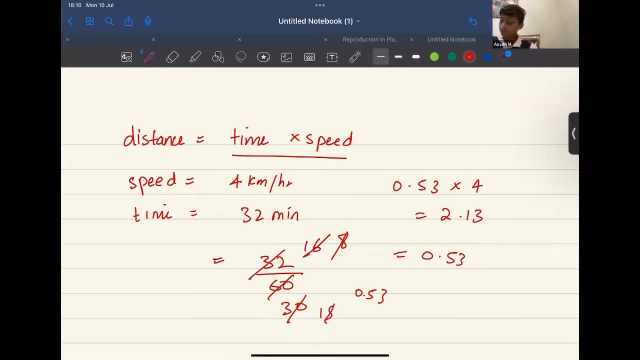 18:10 Mon 10 Jul
Untitled Notebook (1)
Reproduction in Pla
Untitled Notebook
distance = time × speed
speed = 4 km/hr
0.53 × 4
time = 32 min
= 2.13
= 32 16 8
= 0.53
60
0.53
30